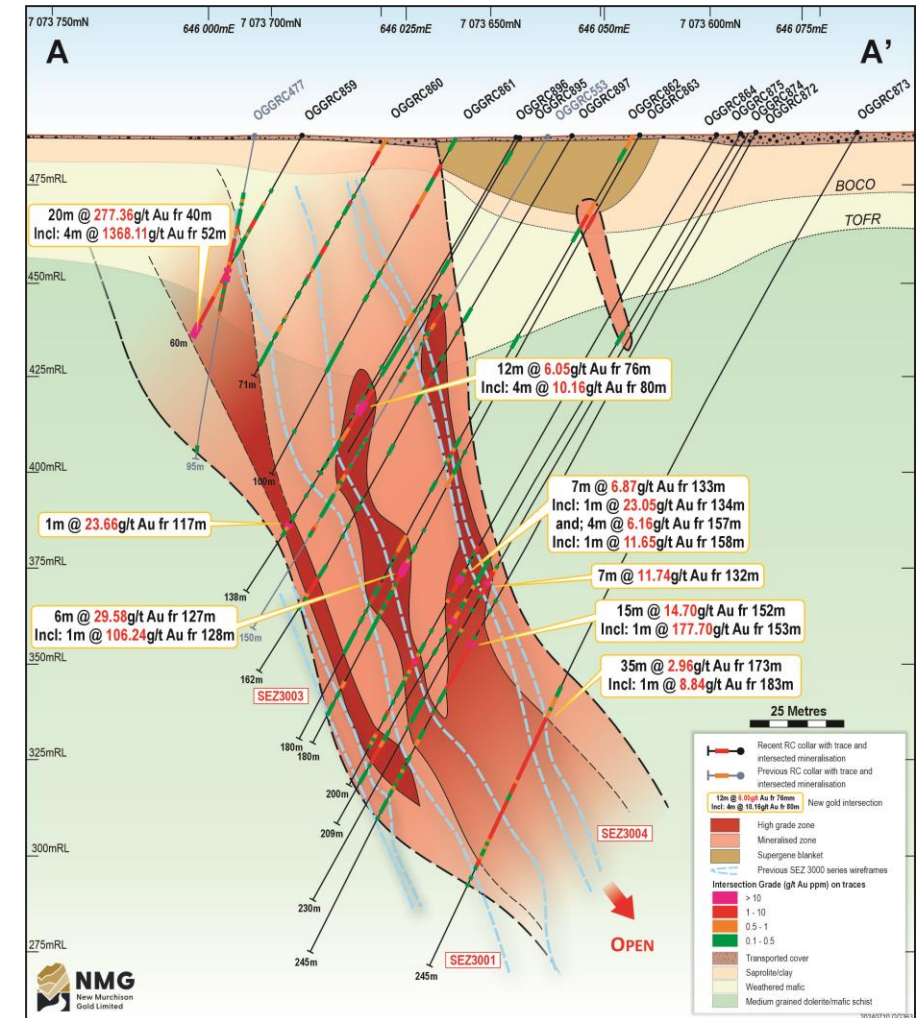 7 073 750mN
646 000mE
7 073 700mN
646 025mE
7 073 650mN
646 050mE
7 073 600mN
646 075mE
A
A’
OGGRC477
OGGRC859
OGGRC860
OGGRC861
OGGRC896
OGGRC895
OGGRC553
OGGRC897
OGGRC862
OGGRC863
OGGRC864
OGGRC875
OGGRC874
OGGRC872
OGGRC873
475mRL
BOCO
TOFR
20m @ 277.36g/t Au fr 40m
Incl: 4m @ 1368.11g/t Au fr 52m
450mRL
60m
71m
425mRL
12m @ 6.05g/t Au fr 76m
Incl: 4m @ 10.16g/t Au fr 80m
95m
400mRL
100m
7m @ 6.87g/t Au fr 133m
Incl: 1m @ 23.05g/t Au fr 134m
and; 4m @ 6.16g/t Au fr 157m
Incl: 1m @ 11.65g/t Au fr 158m
1m @ 23.66g/t Au fr 117m
375mRL
7m @ 11.74g/t Au fr 132m
138m
6m @ 29.58g/t Au fr 127m
Incl: 1m @ 106.24g/t Au fr 128m
150m
15m @ 14.70g/t Au fr 152m
Incl: 1m @ 177.70g/t Au fr 153m
350mRL
162m
35m @ 2.96g/t Au fr 173m
Incl: 1m @ 8.84g/t Au fr 183m
SEZ3003
180m
180m
325mRL
200m
209m
SEZ3004
300mRL
230m
OPEN
275mRL
245m
SEZ3001
245m
NMG
New Murchison
Gold Limited
25 Metres
Recent RC collar with trace and
intersected mineralisation
Previous RC collar with trace and
intersected mineralisation
12m @ 6.05g/t Au fr 76mm
Incl: 4m @ 10.16g/t Au fr 80m
New gold intersection
High grade zone
Mineralised zone
Supergene blanket
Previous SEZ 3000 series wireframes
Intersection Grade (g/t Au ppm) on traces
> 10
1 - 10
0.5 - 1
0.1 - 0.5
Transported cover
Saprolite/clay
Weathered mafic
Medium grained dolerite/mafic schist
20240710 GG363